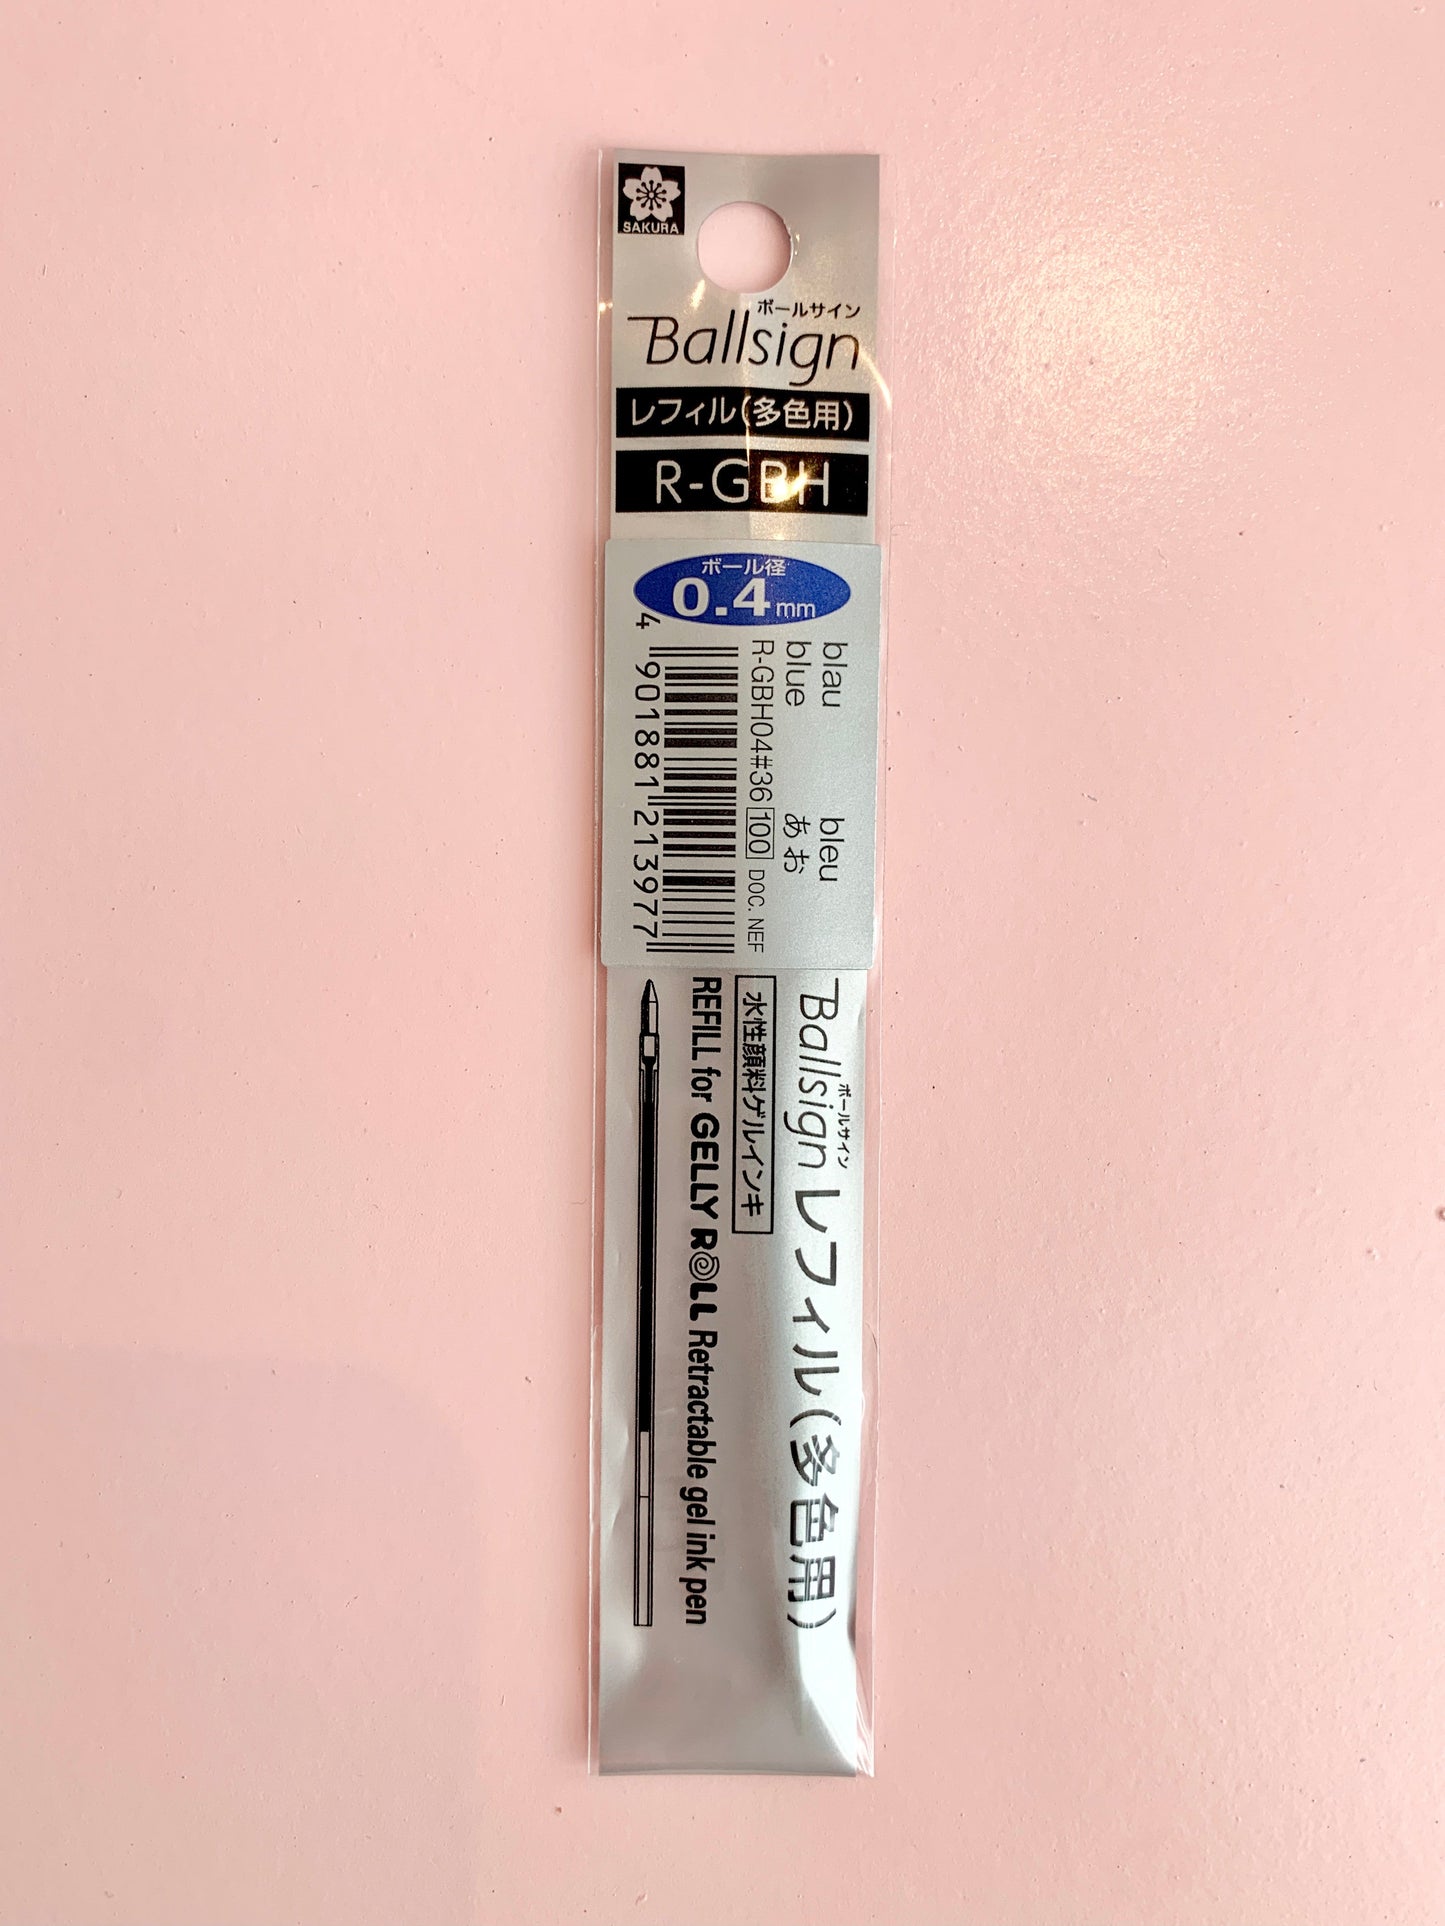 SAKURA
ボールサイン
Ballsign
レフィル(多色用)
R-GBH
ボール径
0.4mm
blau bleu
blue あお
R-GBH04#36 100 DOC. NEF
4 901881 213977
ボールサイン
Ballsign レフィル(多色用)
水性顔料ゲルインキ
REFILL for GELLY ROLL Retractable gel ink pen